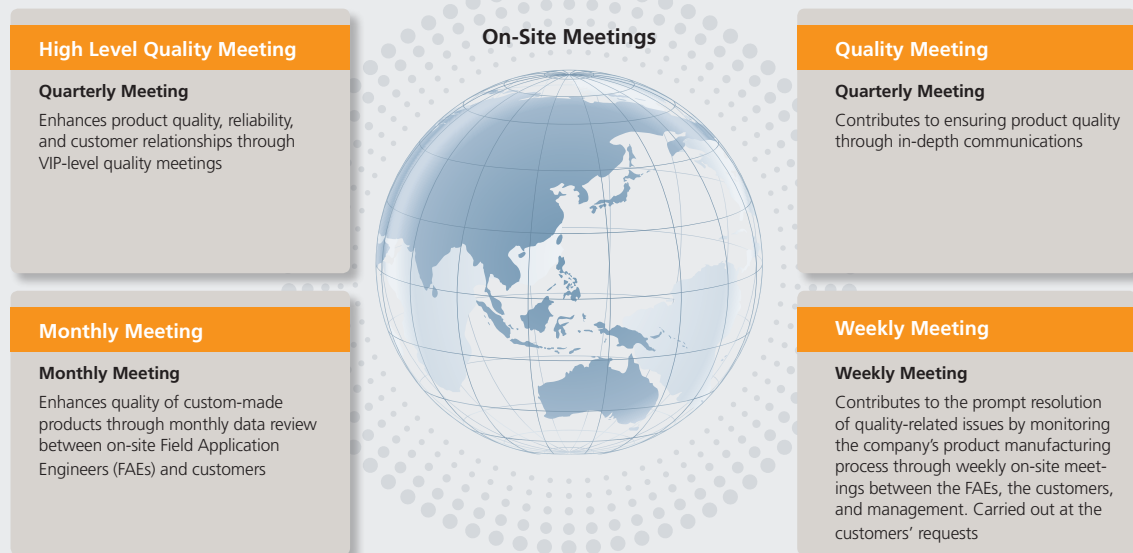 On-Site Meetings
High Level Quality Meeting
Quarterly Meeting
Enhances product quality, reliability,
and customer relationships through
VIP-level quality meetings
Quality Meeting
Quarterly Meeting
Contributes to ensuring product quality
through in-depth communications
Monthly Meeting
Monthly Meeting
Enhances quality of custom-made
products through monthly data review
between on-site Field Application
Engineers (FAEs) and customers
Weekly Meeting
Weekly Meeting
Contributes to the prompt resolution
of quality-related issues by monitoring
the company's product manufacturing
process through weekly on-site meet-
ings between the FAEs, the customers,
and management. Carried out at the
customers' requests